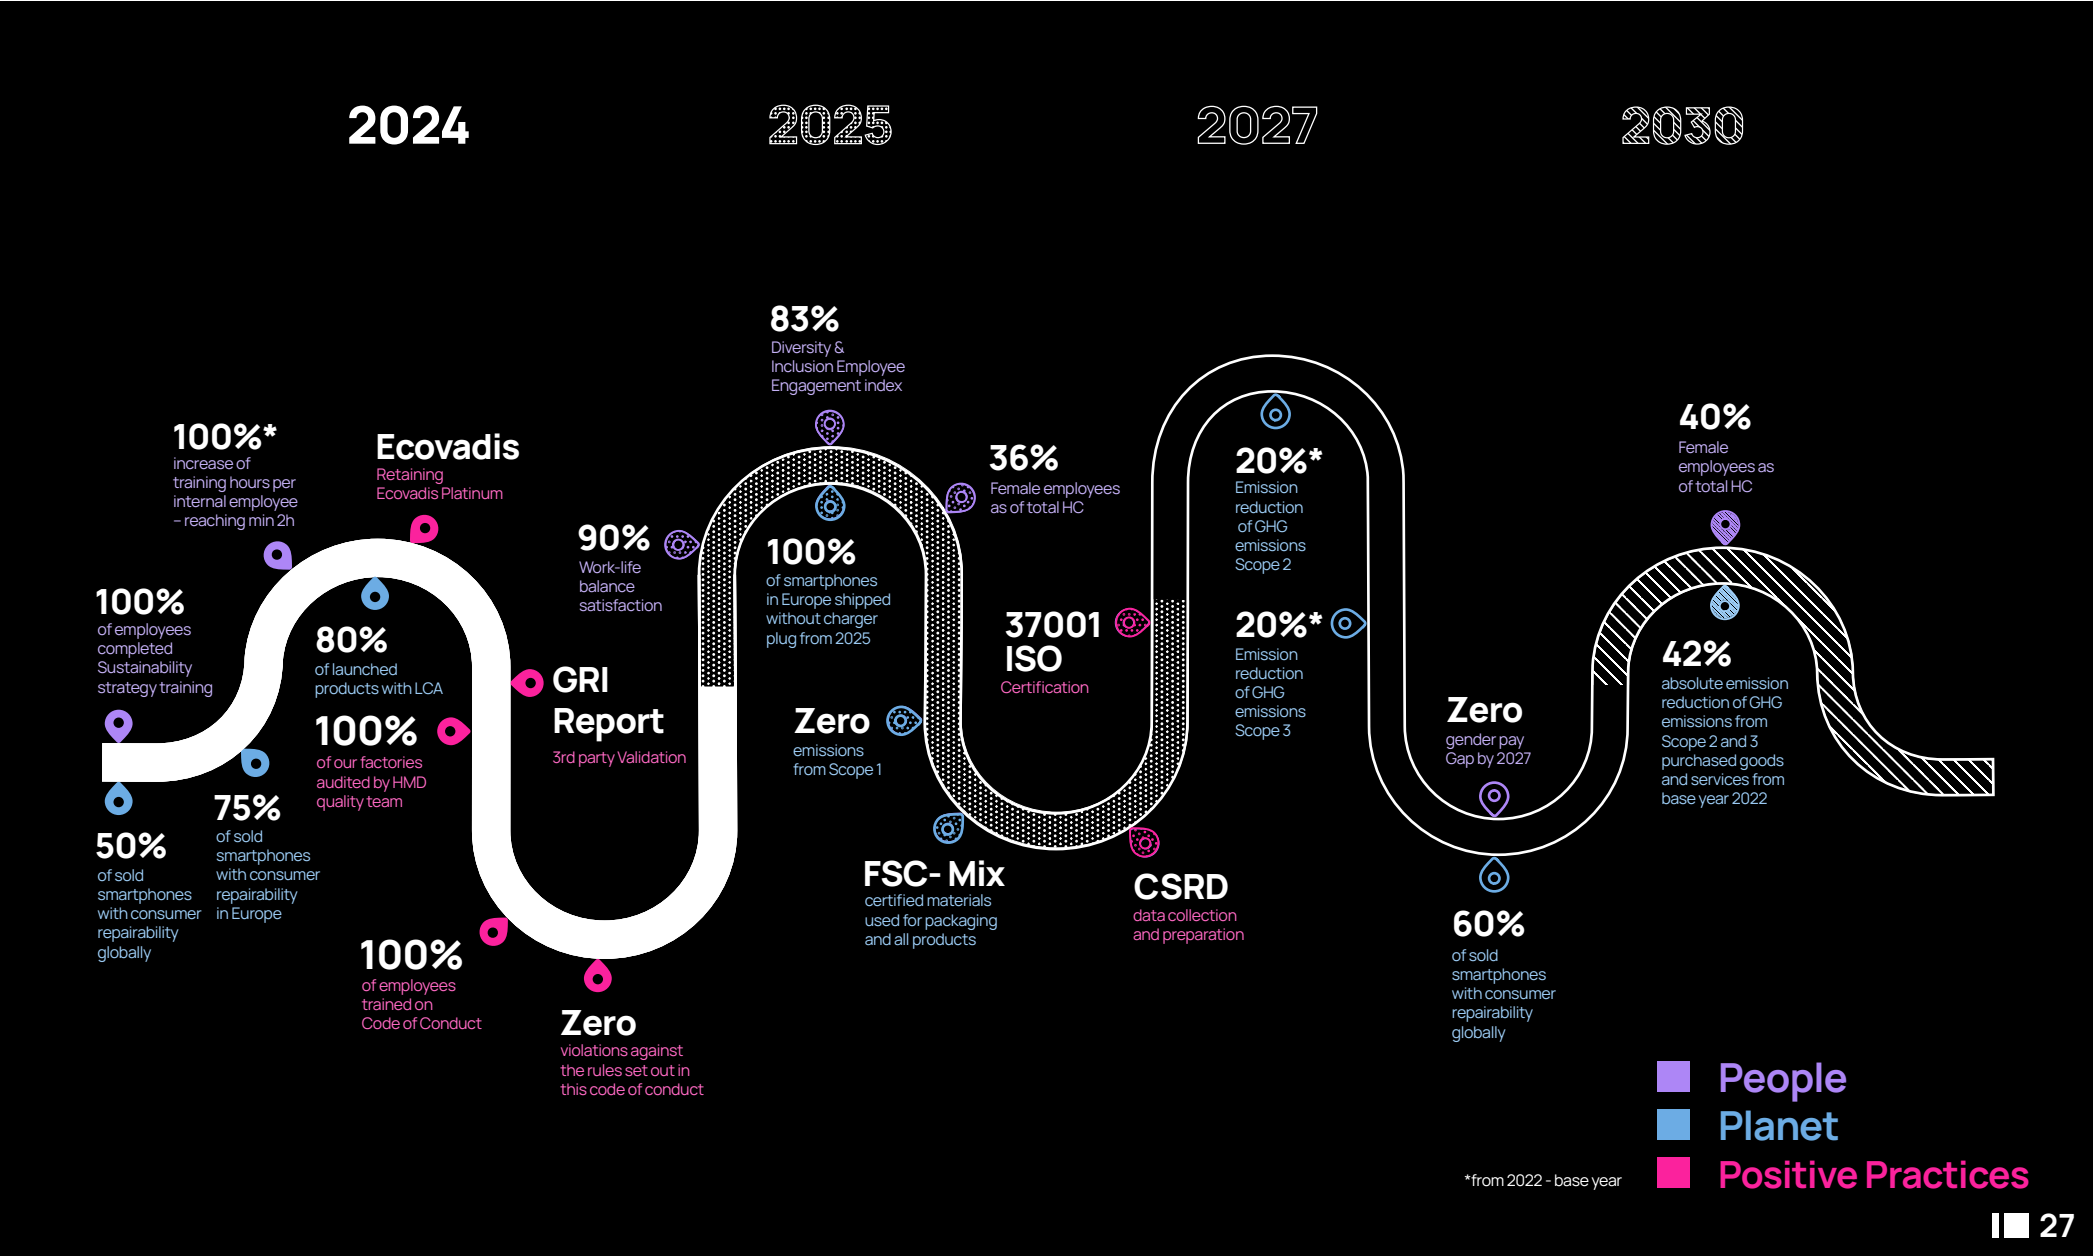 2024
2025
2027
2030
100%
of employees
completed
Sustainability
strategy training
50%
of sold
smartphones
with consumer
repairability
globally
100%*
increase of
training hours per
internal employee
– reaching min 2h
75%
of sold
smartphones
with consumer
repairability
in Europe
Ecovadis
Retaining
Ecovadis Platinum
80%
of launched
products with LCA
100%
of our factories
audited by HMD
quality team
GRI
Report
3rd party Validation
100%
of employees
trained on
Code of Conduct
Zero
violations against
the rules set out in
this code of conduct
90%
Work-life
balance
satisfaction
83%
Diversity &
Inclusion Employee
Engagement index
100%
of smartphones
in Europe shipped
without charger
plug from 2025
36%
Female employees
as of total HC
Zero
emissions
from Scope 1
FSC- Mix
certified materials
used for packaging
and all products
CSRD
data collection
and preparation
37001
ISO
Certification
20%*
Emission
reduction
of GHG
emissions
Scope 2
20%*
Emission
reduction
of GHG
emissions
Scope 3
Zero
gender pay
Gap by 2027
60%
of sold
smartphones
with consumer
repairability
globally
40%
Female
employees as
of total HC
42%
absolute emission
reduction of GHG
emissions from
Scope 2 and 3
purchased goods
and services from
base year 2022
People
Planet
Positive Practices
*from 2022 - base year
27